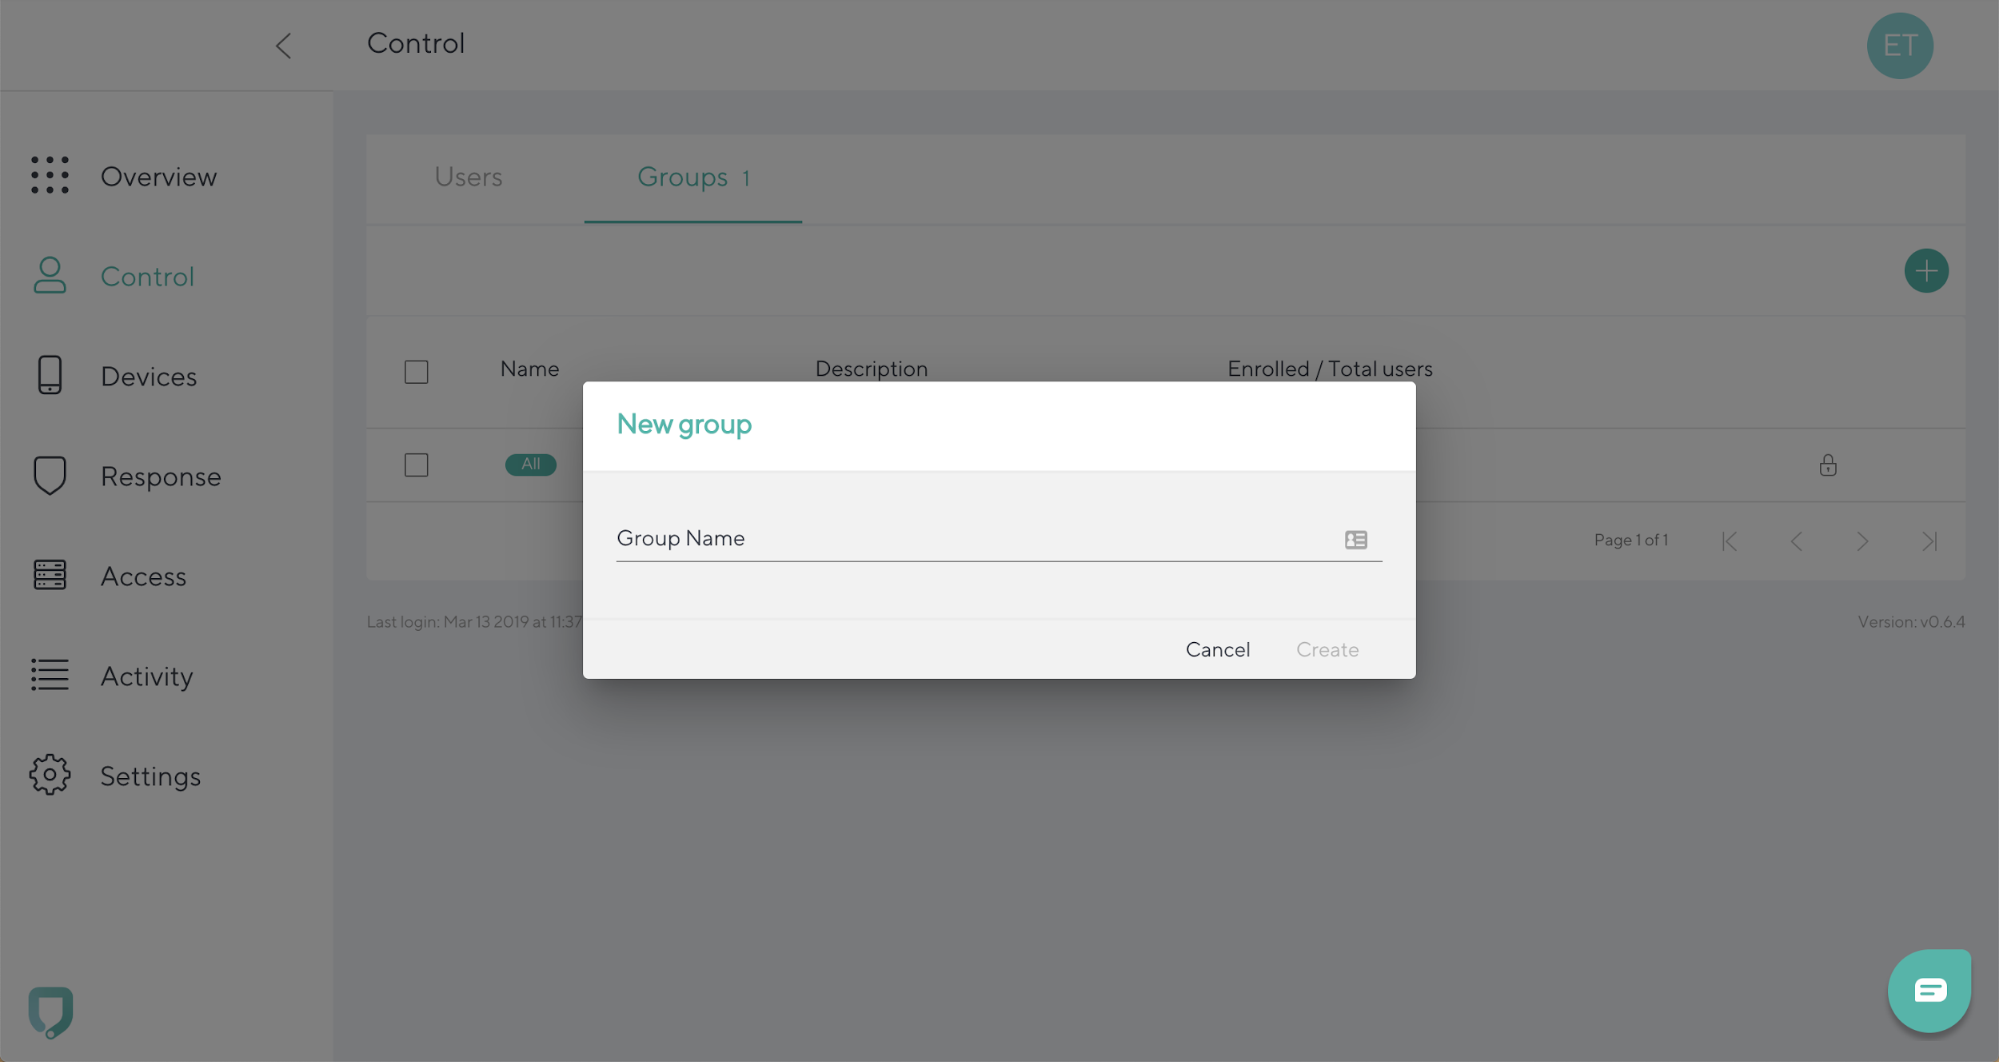 Control
ET
Overview
Control
Devices
Response
Access
Activity
Settings
Users
Groups 1
Name
Description
Enrolled / Total users
All
New group
Group Name
Cancel
Create
Page 1 of 1
Last login: Mar 13 2019 at 11:37
Version: v0.6.4